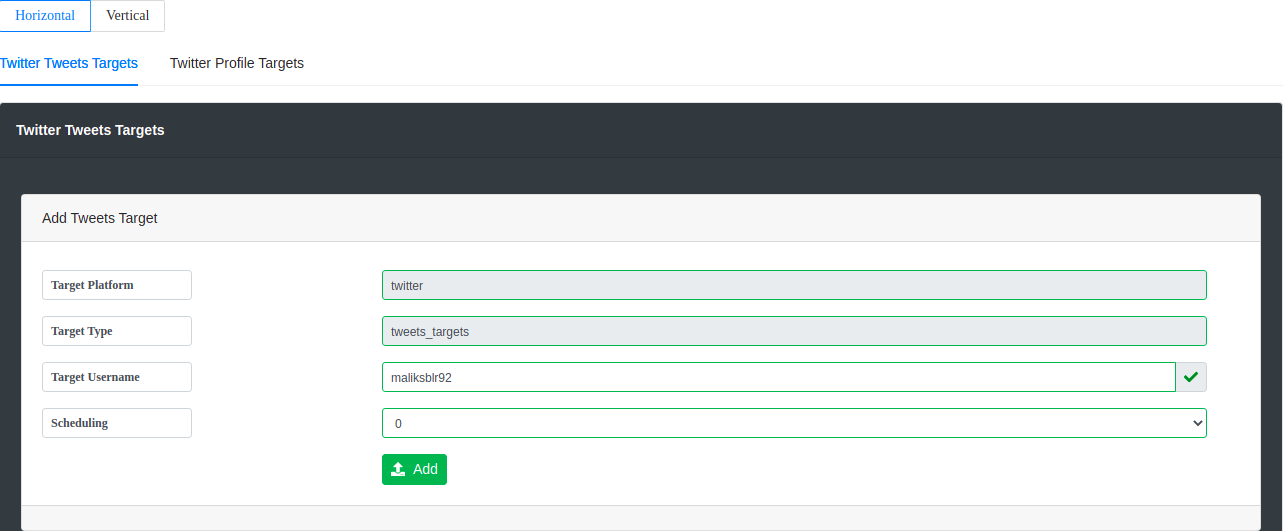 Horizontal Vertical
Twitter Tweets Targets Twitter Profile Targets
Twitter Tweets Targets
Add Tweets Target
Target Platform twitter
Target Type tweets_targets
Target Username maliksblr92
Scheduling 0
Add